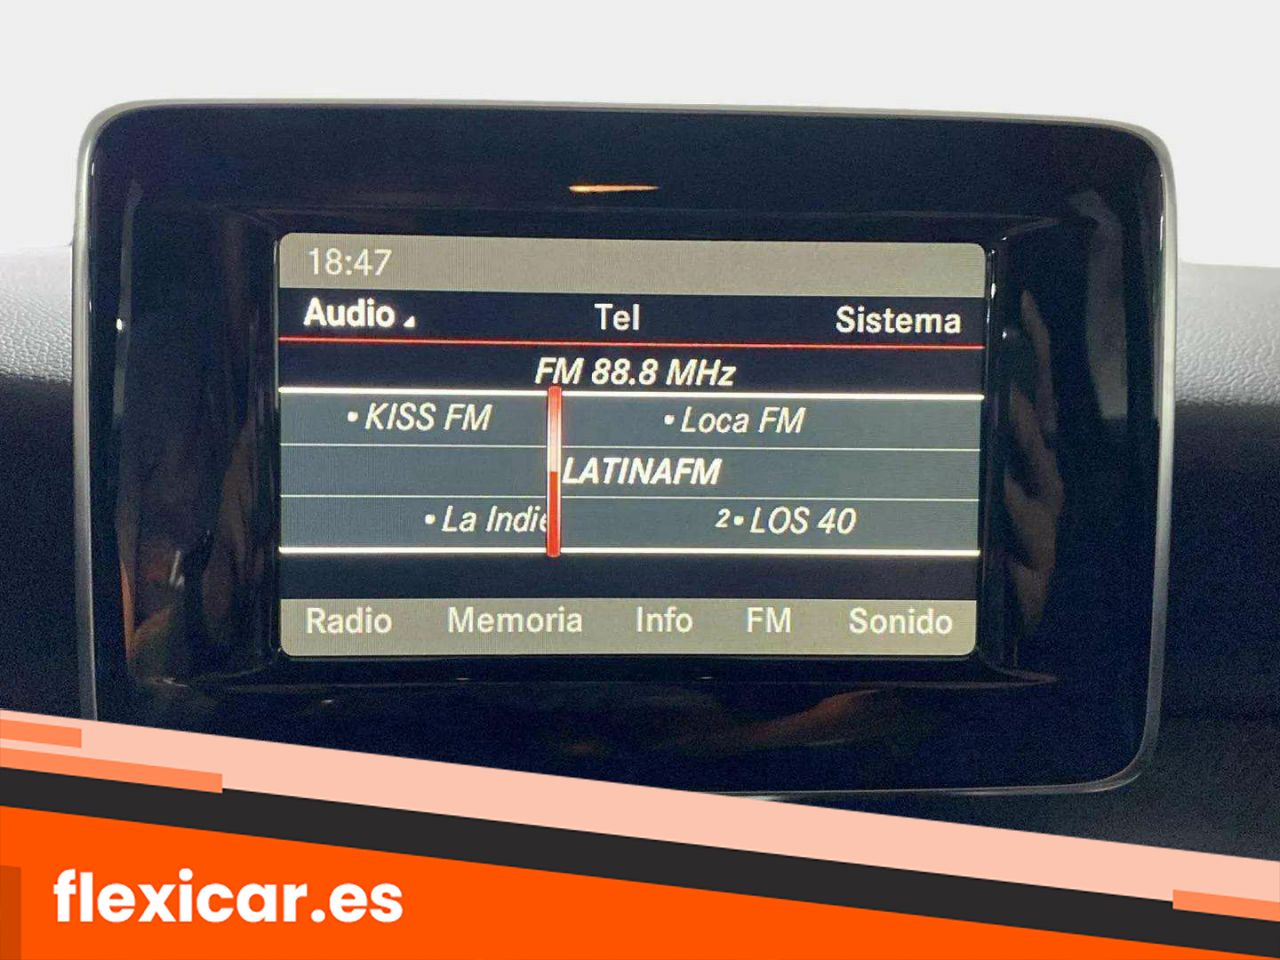 18:47
Audio Tel Sistema
FM 88.8 MHz
• KISS FM • Loca FM
LATINAFM
• La Indie 2• LOS 40
Radio Memoria Info FM Sonido
flexicar.es